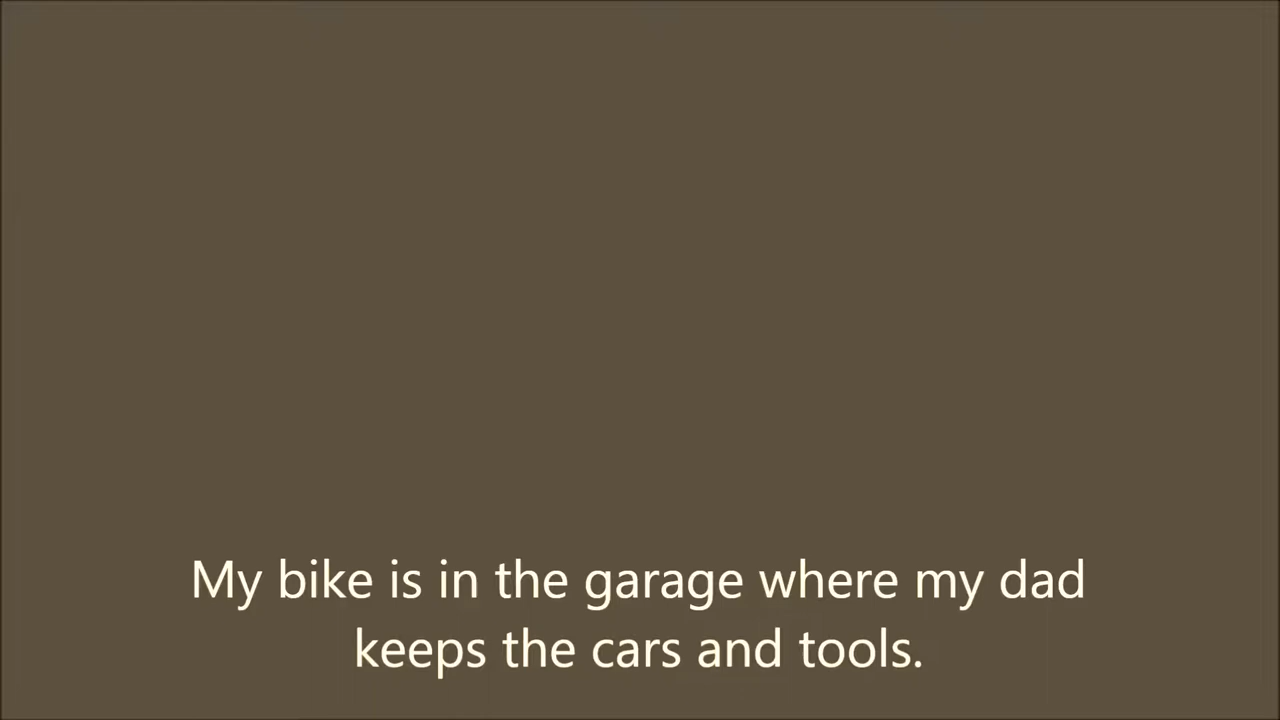 My bike is in the garage where my dad
keeps the cars and tools.